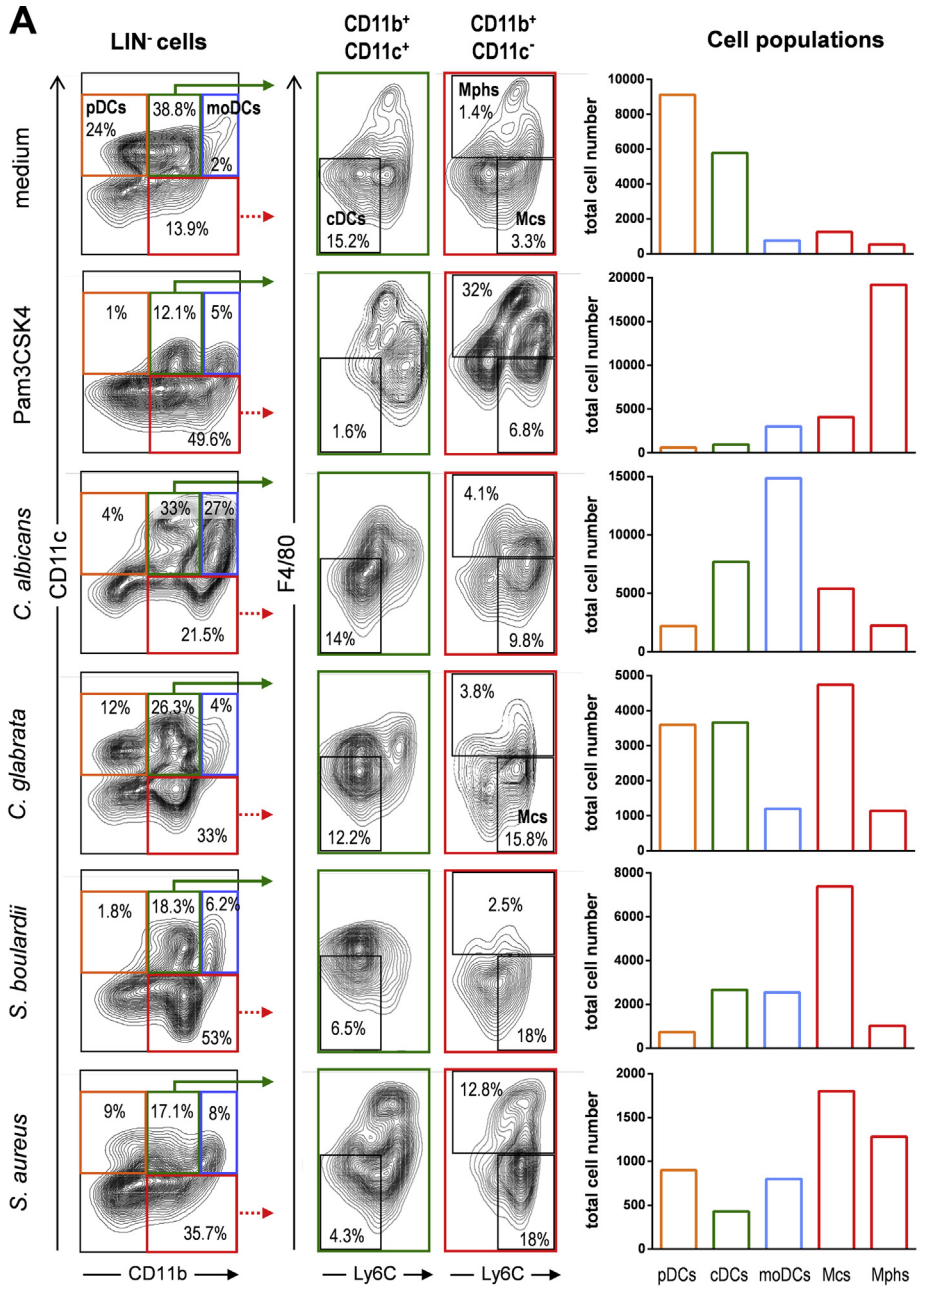 A
LIN⁻ cells
CD11b⁺
CD11c⁺
CD11b⁺
CD11c⁻
Cell populations
medium
pDCs
24%
38.8%
moDCs
2%
13.9%
cDCs
15.2%
Mphs
1.4%
Mcs
3.3%
total cell number
10000
8000
6000
4000
2000
0
Pam3CSK4
1%
12.1%
5%
49.6%
1.6%
32%
6.8%
total cell number
20000
15000
10000
5000
0
C. albicans
4%
33%
27%
21.5%
14%
4.1%
9.8%
total cell number
15000
10000
5000
0
CD11c
F4/80
C. glabrata
12%
26.3%
4%
33%
12.2%
3.8%
Mcs
15.8%
total cell number
5000
4000
3000
2000
1000
0
S. boulardii
1.8%
18.3%
6.2%
53%
6.5%
2.5%
18%
total cell number
8000
6000
4000
2000
0
S. aureus
9%
17.1%
8%
35.7%
4.3%
12.8%
18%
total cell number
2000
1500
1000
500
0
CD11b
Ly6C
Ly6C
pDCs cDCs moDCs Mcs Mphs